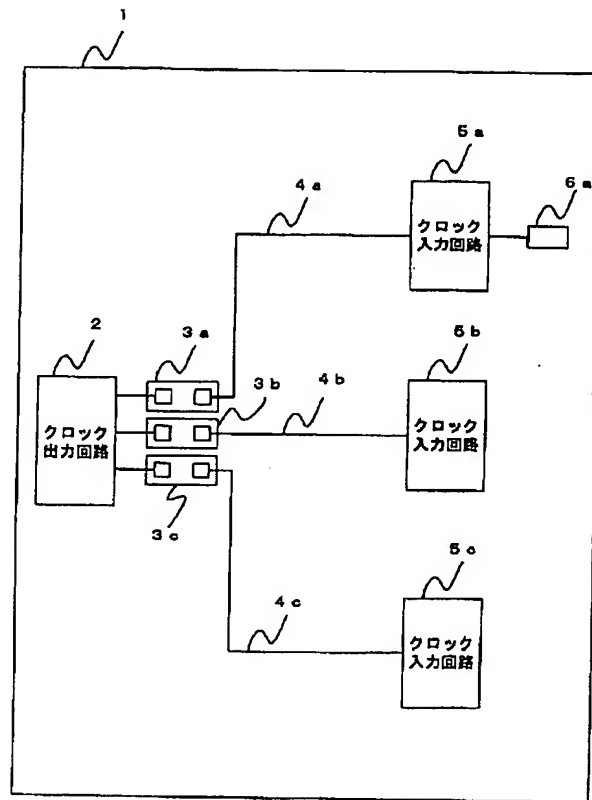 1
5a
4a
6a
クロック
入力回路
2
3a
5b
3b
4b
クロック
出力回路
クロック
入力回路
3c
5c
4c
クロック
入力回路